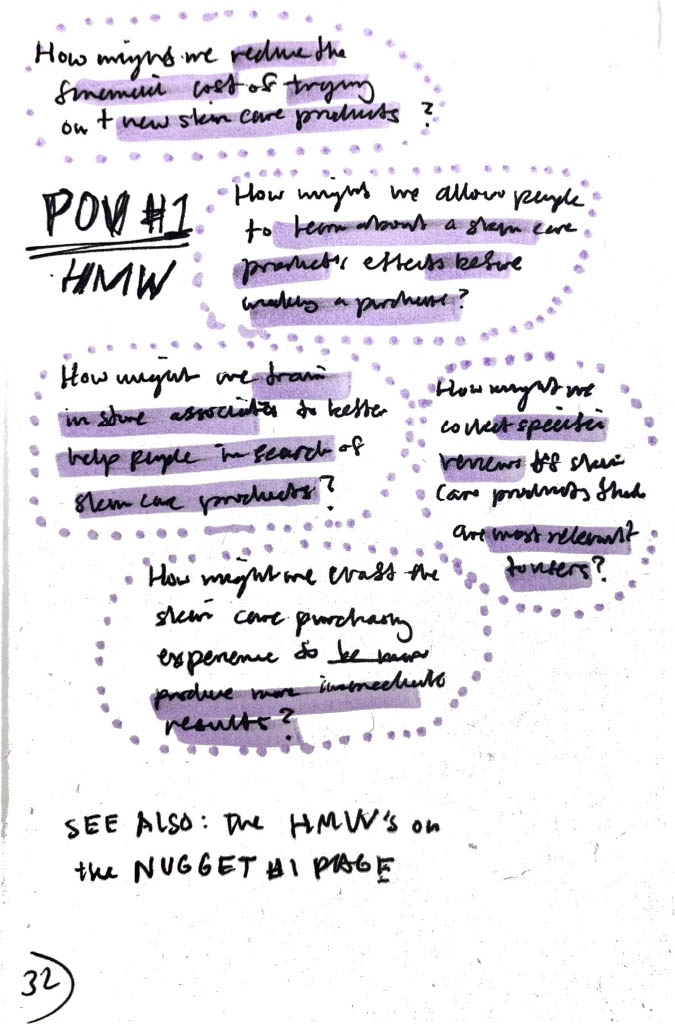 How might we reduce the
financial cost of trying
on + new skin care products ?
POV #1
HMW
How might we allow people
to learn about a skin care
product's effects before
making a purchase?
How might we train
in store associates to better
help people in search of
skin care products?
How might we
collect specific
reviews of skin
care products that
are most relevant
to users?
How might we craft the
skin care purchasing
experience to be more
produce more immediate
results?
SEE ALSO: the HMW's on
the NUGGET #1 PAGE
32